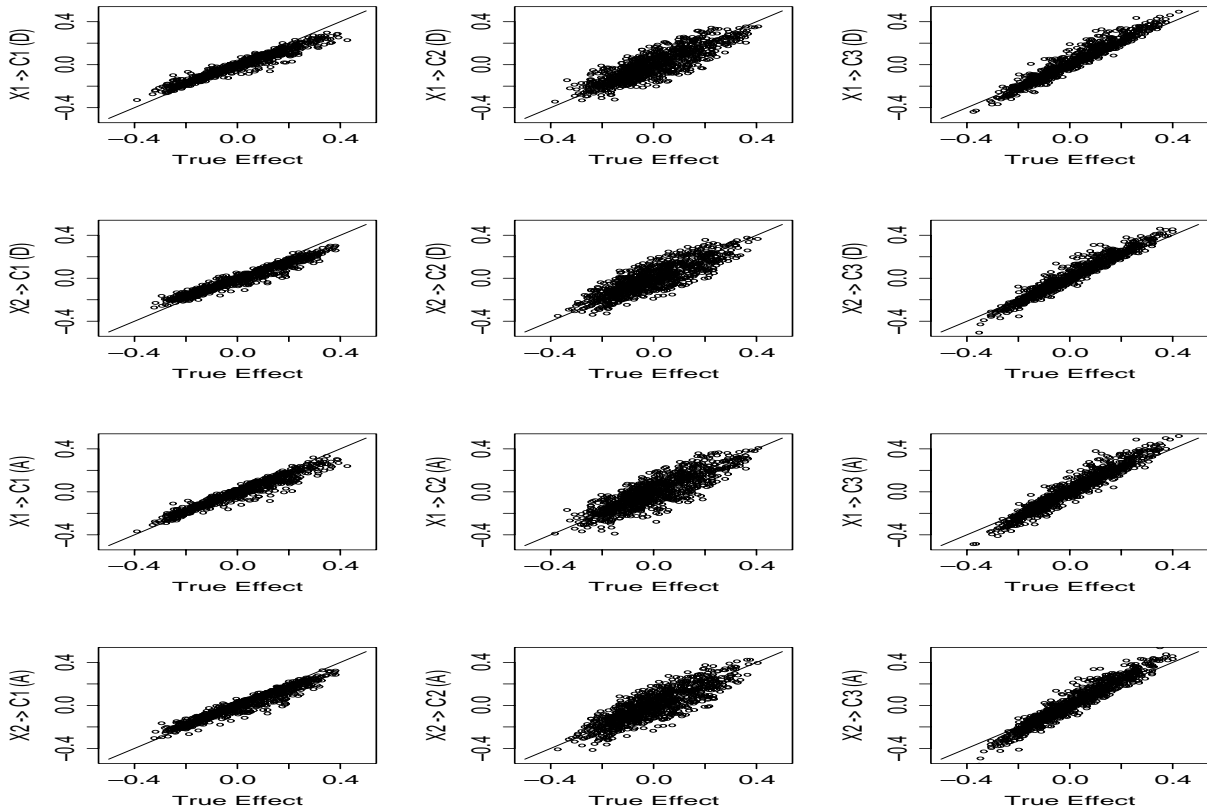 X1 -> C1 (D)
0.4
0.0
−0.4
−0.4 0.0 0.4
True Effect
X1 -> C2 (D)
0.4
0.0
−0.4
−0.4 0.0 0.4
True Effect
X1 -> C3 (D)
0.4
0.0
−0.4
−0.4 0.0 0.4
True Effect
X2 -> C1 (D)
0.4
0.0
−0.4
−0.4 0.0 0.4
True Effect
X2 -> C2 (D)
0.4
0.0
−0.4
−0.4 0.0 0.4
True Effect
X2 -> C3 (D)
0.4
0.0
−0.4
−0.4 0.0 0.4
True Effect
X1 -> C1 (A)
0.4
0.0
−0.4
−0.4 0.0 0.4
True Effect
X1 -> C2 (A)
0.4
0.0
−0.4
−0.4 0.0 0.4
True Effect
X1 -> C3 (A)
0.4
0.0
−0.4
−0.4 0.0 0.4
True Effect
X2 -> C1 (A)
0.4
0.0
−0.4
−0.4 0.0 0.4
True Effect
X2 -> C2 (A)
0.4
0.0
−0.4
−0.4 0.0 0.4
True Effect
X2 -> C3 (A)
0.4
0.0
−0.4
−0.4 0.0 0.4
True Effect